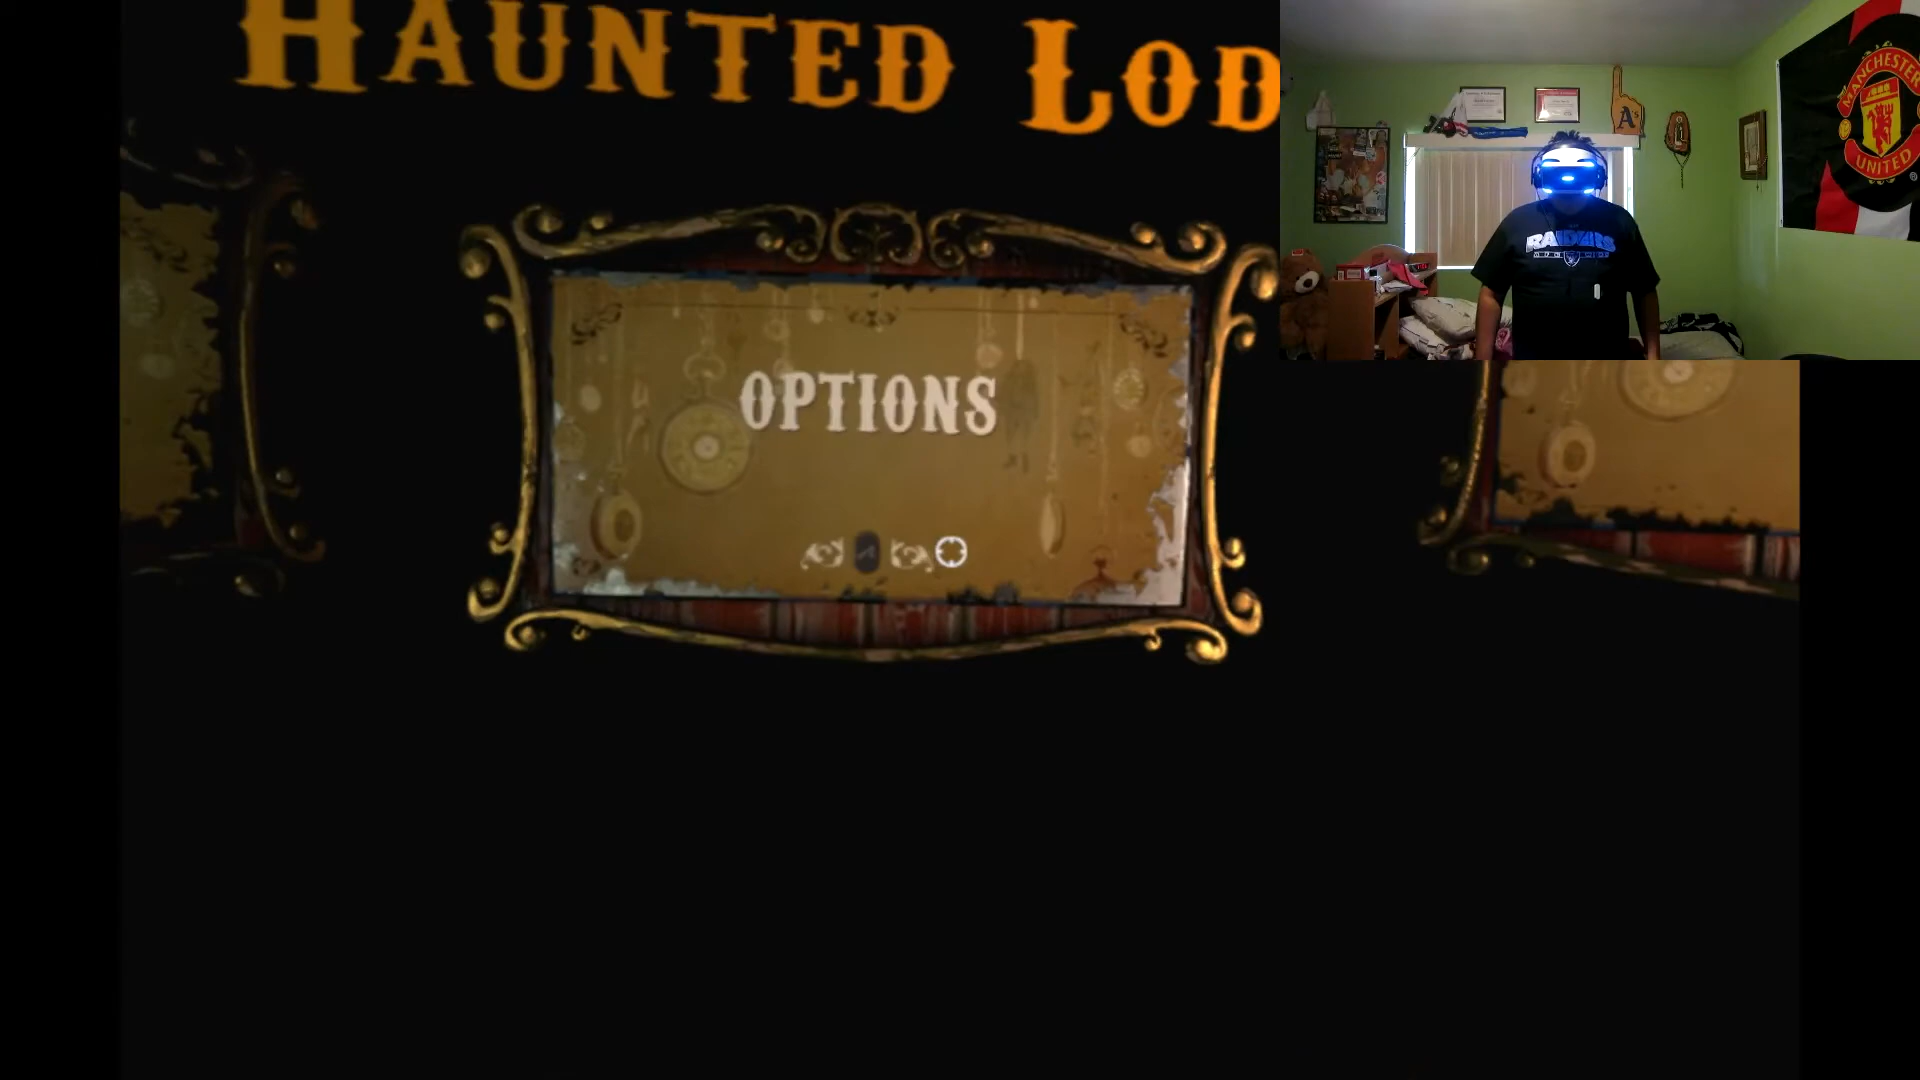 HAUNTED LOD
OPTIONS
MANCHESTER
UNITED
®
A's
RAIDERS